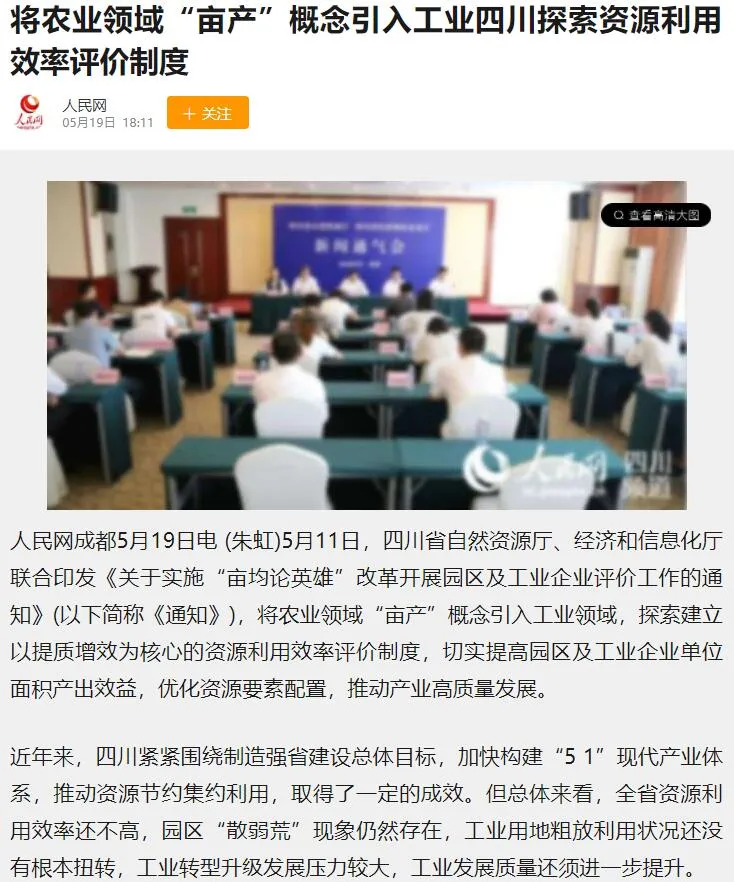 将农业领域“亩产”概念引入工业四川探索资源利用
效率评价制度
人民网
人民网
05月19日 18:11
+ 关注
查看高清大图
新闻通气会
人民网 四川
频道
人民网成都5月19日电 (朱虹)5月11日，四川省自然资源厅、经济和信息化厅
联合印发《关于实施“亩均论英雄”改革开展园区及工业企业评价工作的通
知》(以下简称《通知》)，将农业领域“亩产”概念引入工业领域，探索建立
以提质增效为核心的资源利用效率评价制度，切实提高园区及工业企业单位
面积产出效益，优化资源要素配置，推动产业高质量发展。
近年来，四川紧紧围绕制造强省建设总体目标，加快构建“5 1”现代产业体
系，推动资源节约集约利用，取得了一定的成效。但总体来看，全省资源利
用效率还不高，园区“散弱荒”现象仍然存在，工业用地粗放利用状况还没
有根本扭转，工业转型升级发展压力较大，工业发展质量还须进一步提升。